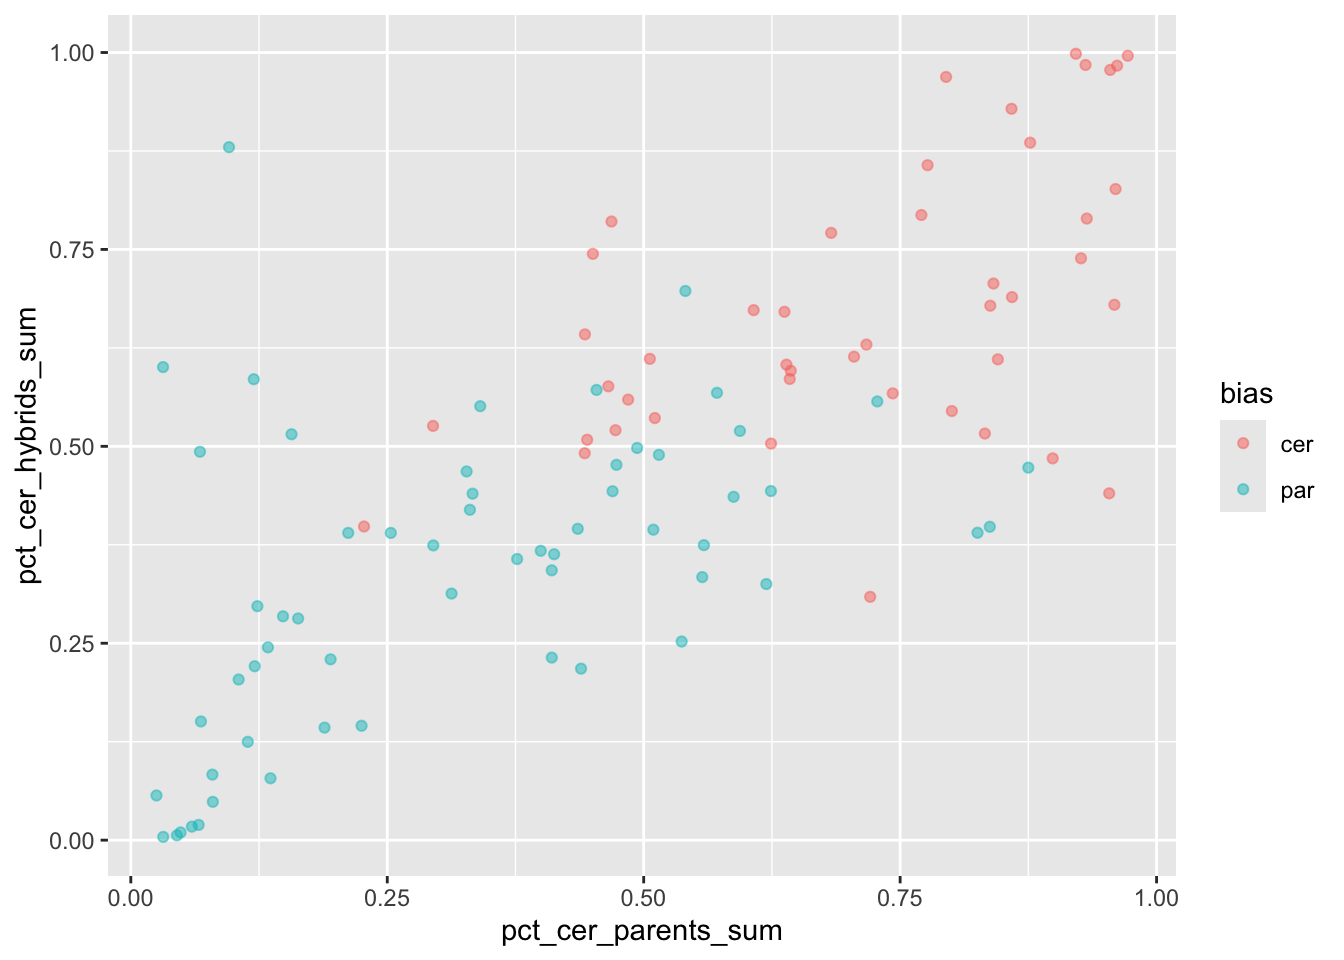 1.00
0.75
0.50
0.25
0.00
pct_cer_hybrids_sum
0.00 0.25 0.50 0.75 1.00
pct_cer_parents_sum
bias
cer
par